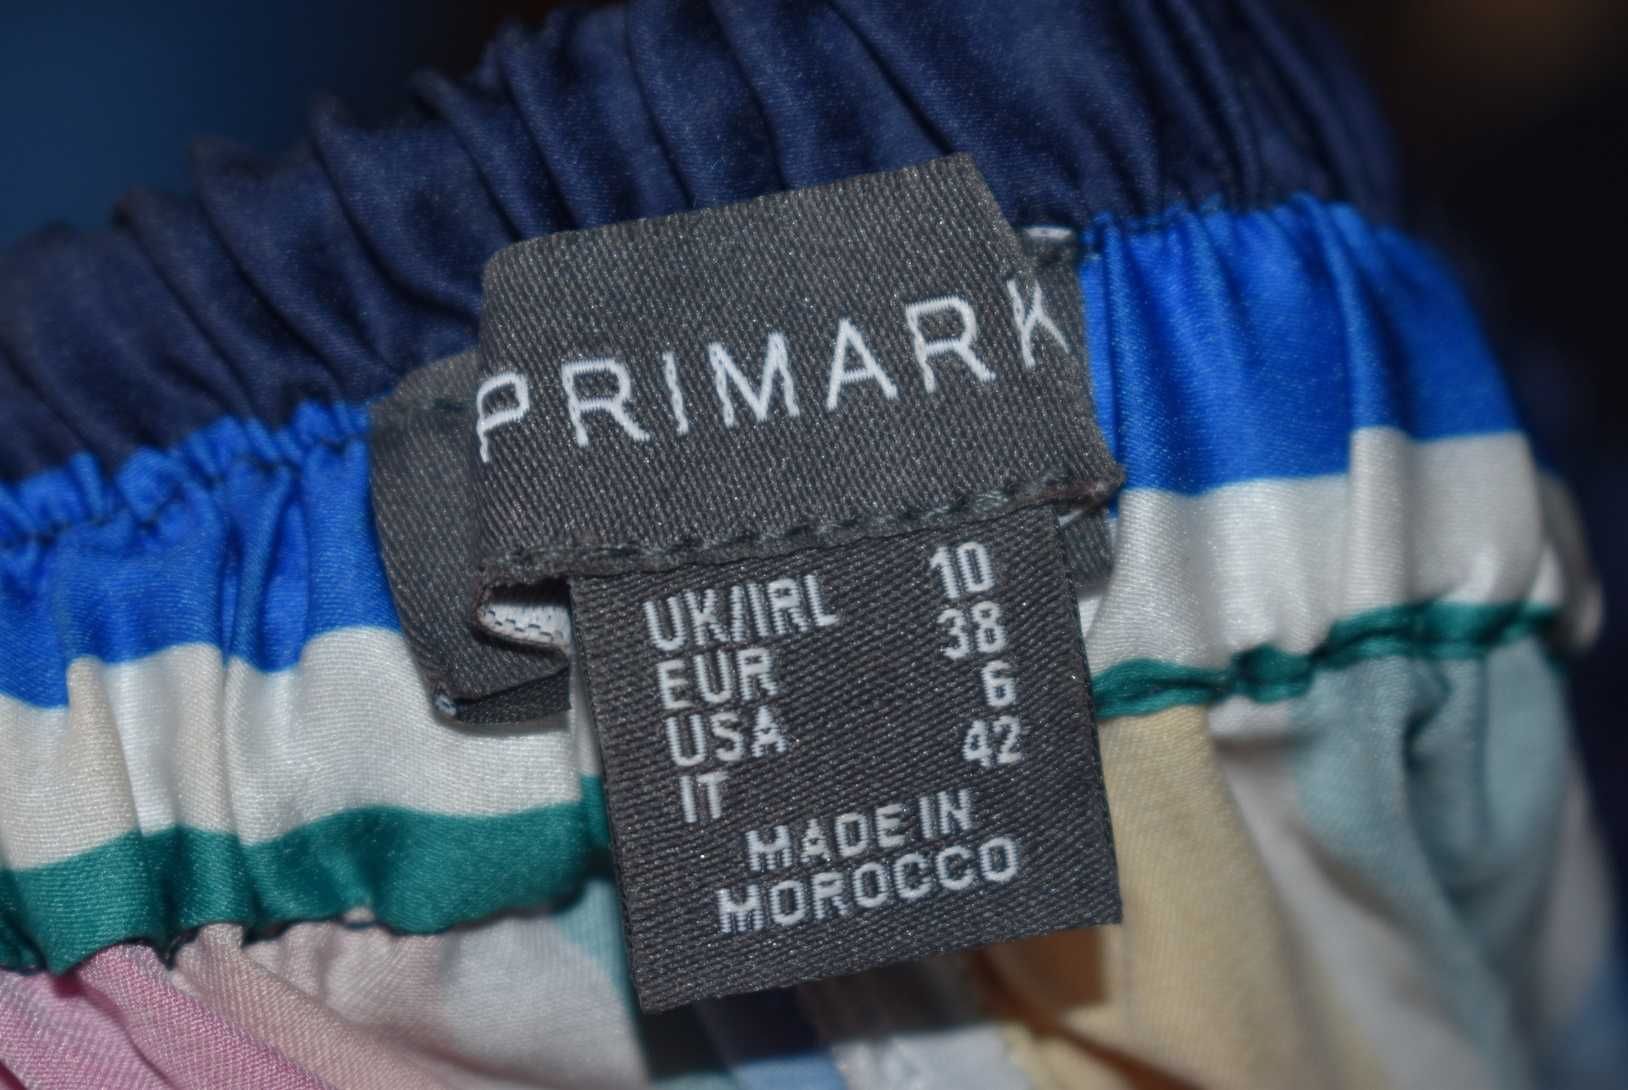 PRIMARK
UK/IRL 10
EUR 38
USA 6
IT 42
MADE IN
MOROCCO